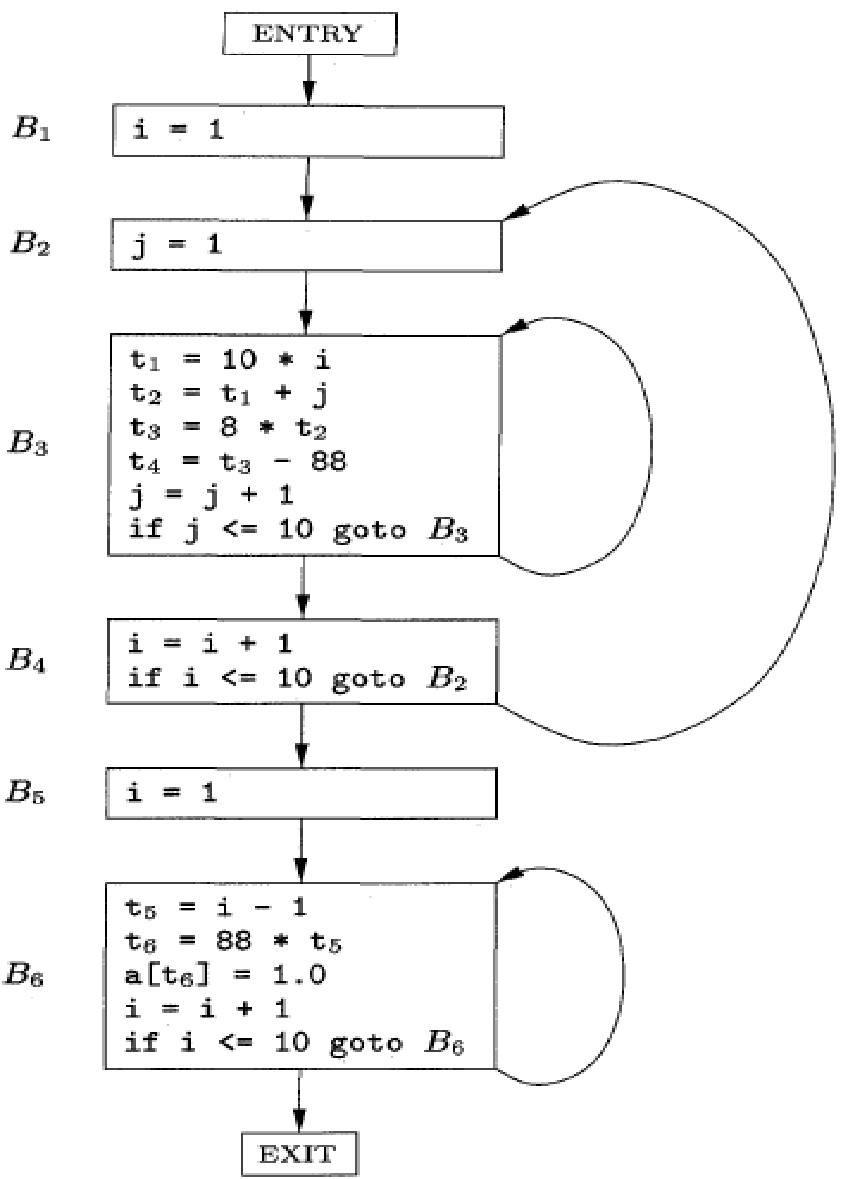 ENTRY
B₁
i = 1
B₂
j = 1
B₃
t₁ = 10 * i
t₂ = t₁ + j
t₃ = 8 * t₂
t₄ = t₃ - 88
j = j + 1
if j <= 10 goto B₃
B₄
i = i + 1
if i <= 10 goto B₂
B₅
i = 1
B₆
t₅ = i - 1
t₆ = 88 * t₅
a[t₆] = 1.0
i = i + 1
if i <= 10 goto B₆
EXIT